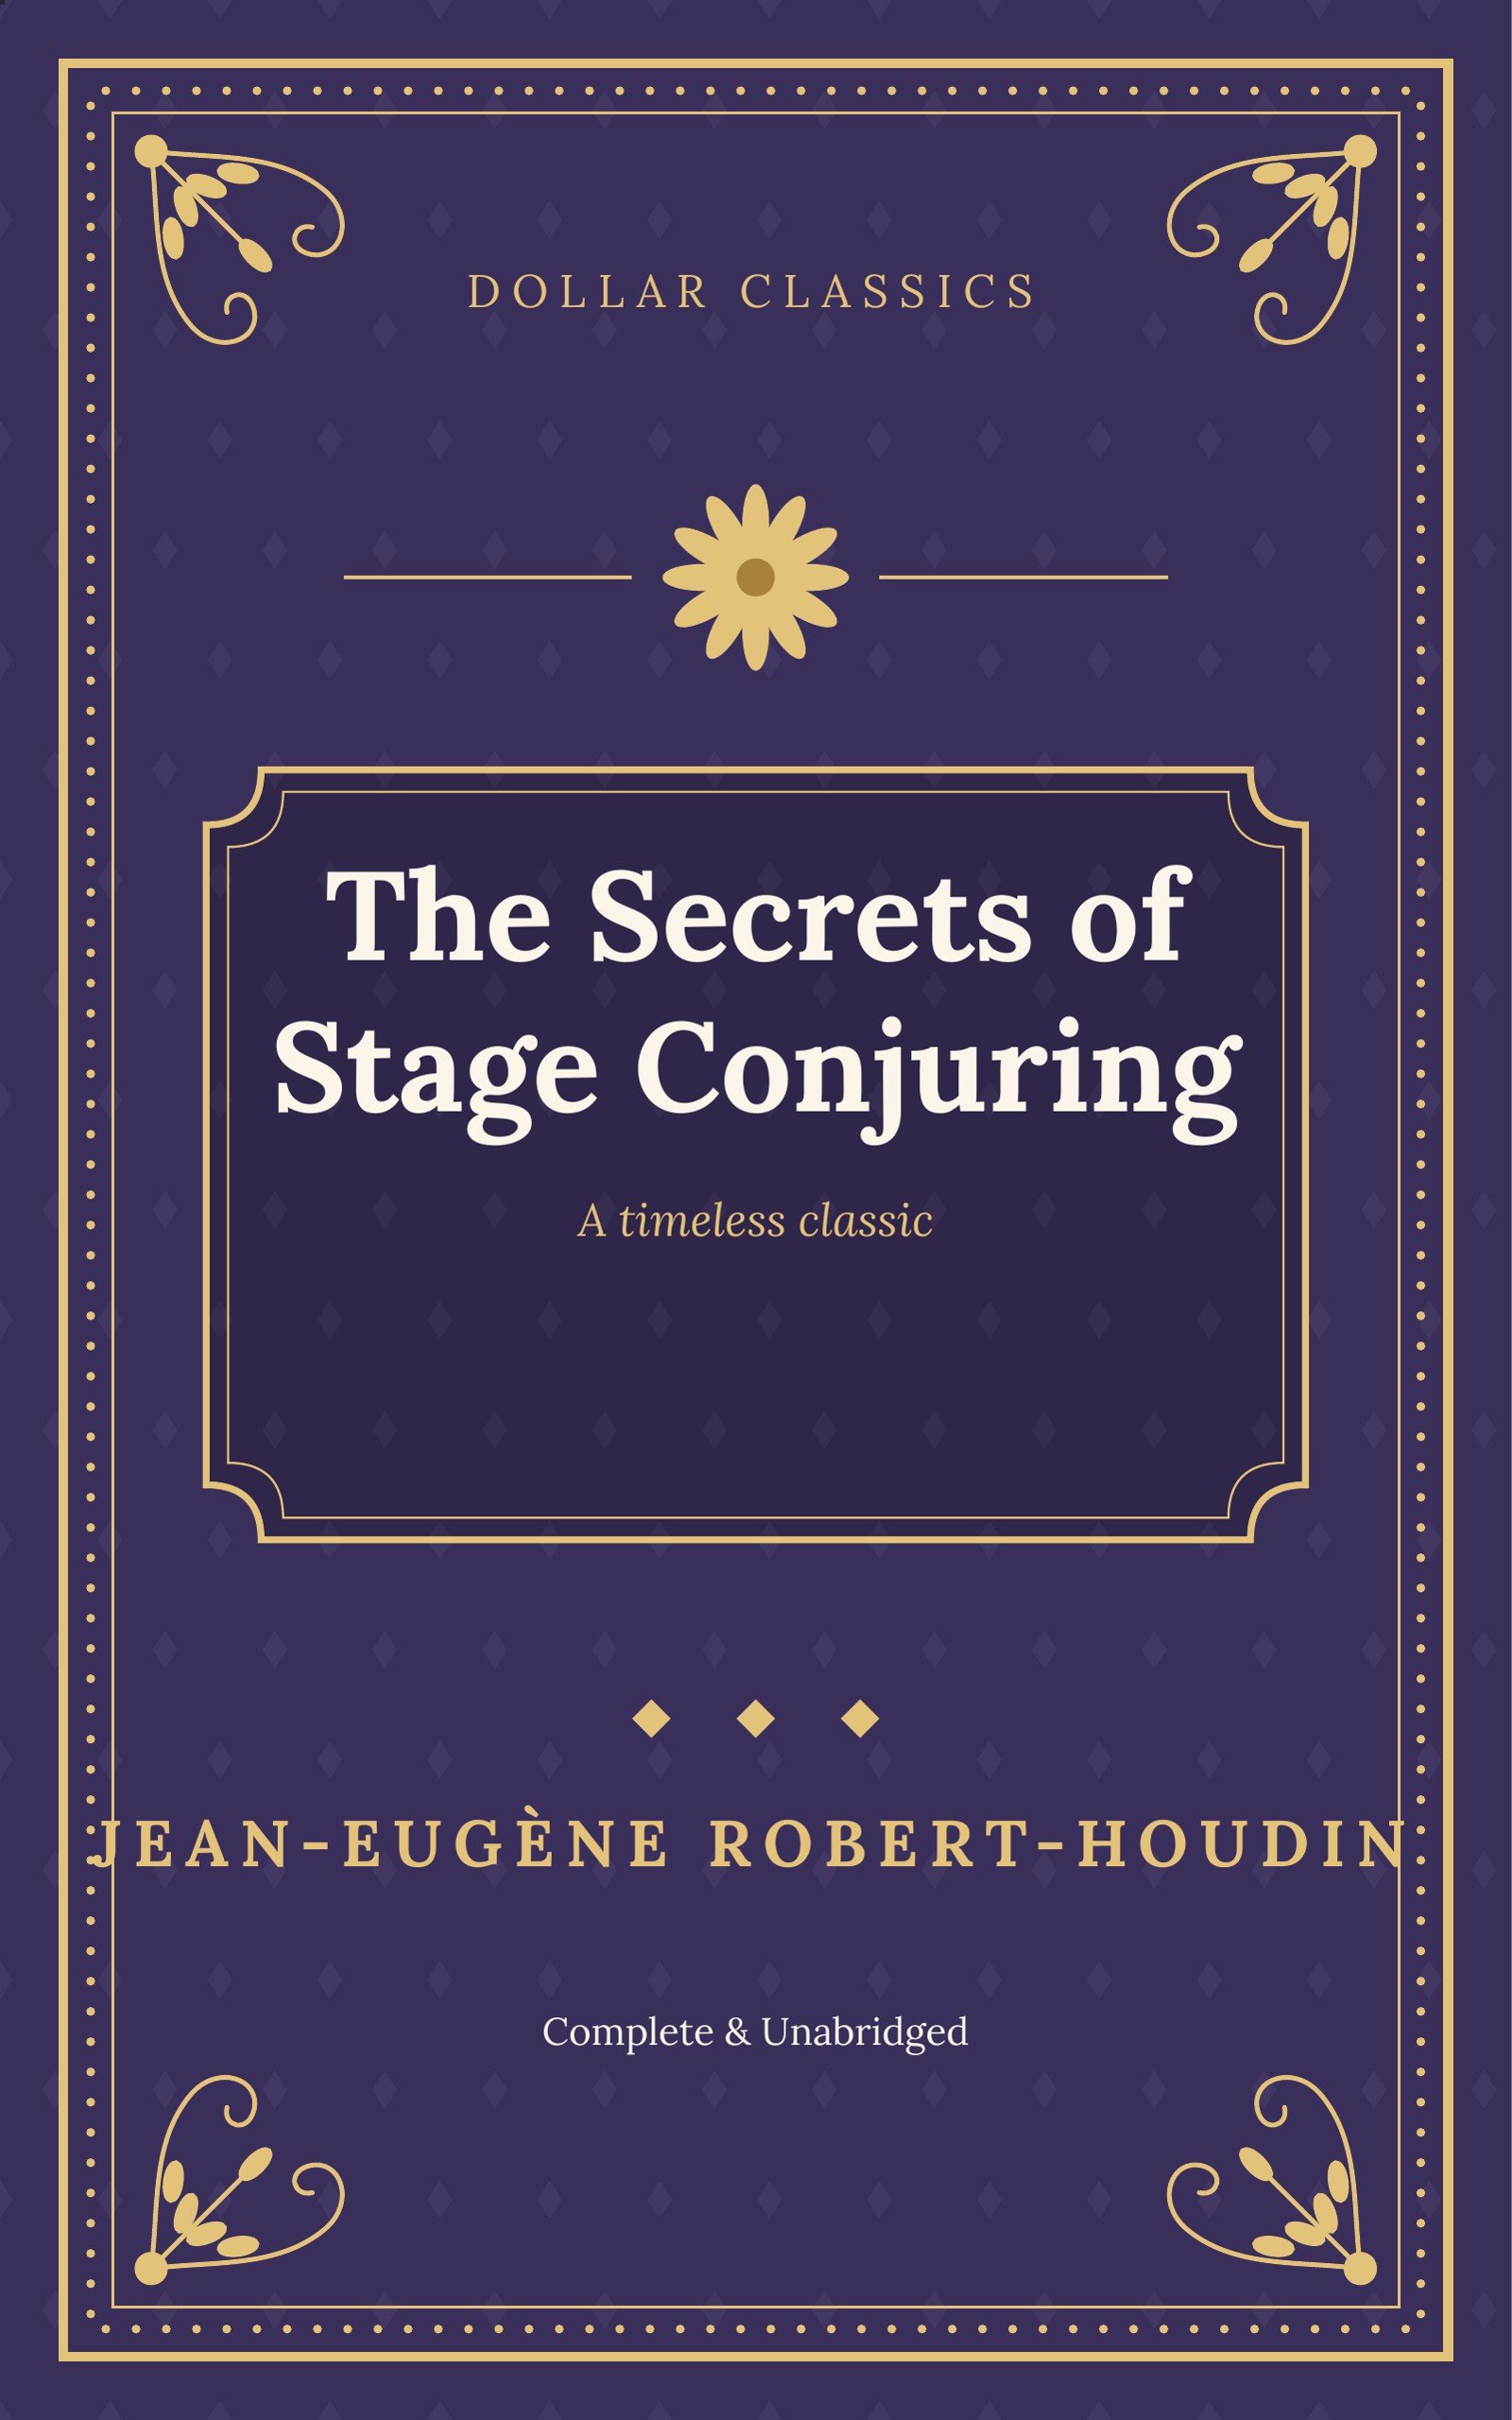 DOLLAR CLASSICS
The Secrets of
Stage Conjuring
A timeless classic
JEAN-EUGÈNE ROBERT-HOUDIN
Complete & Unabridged